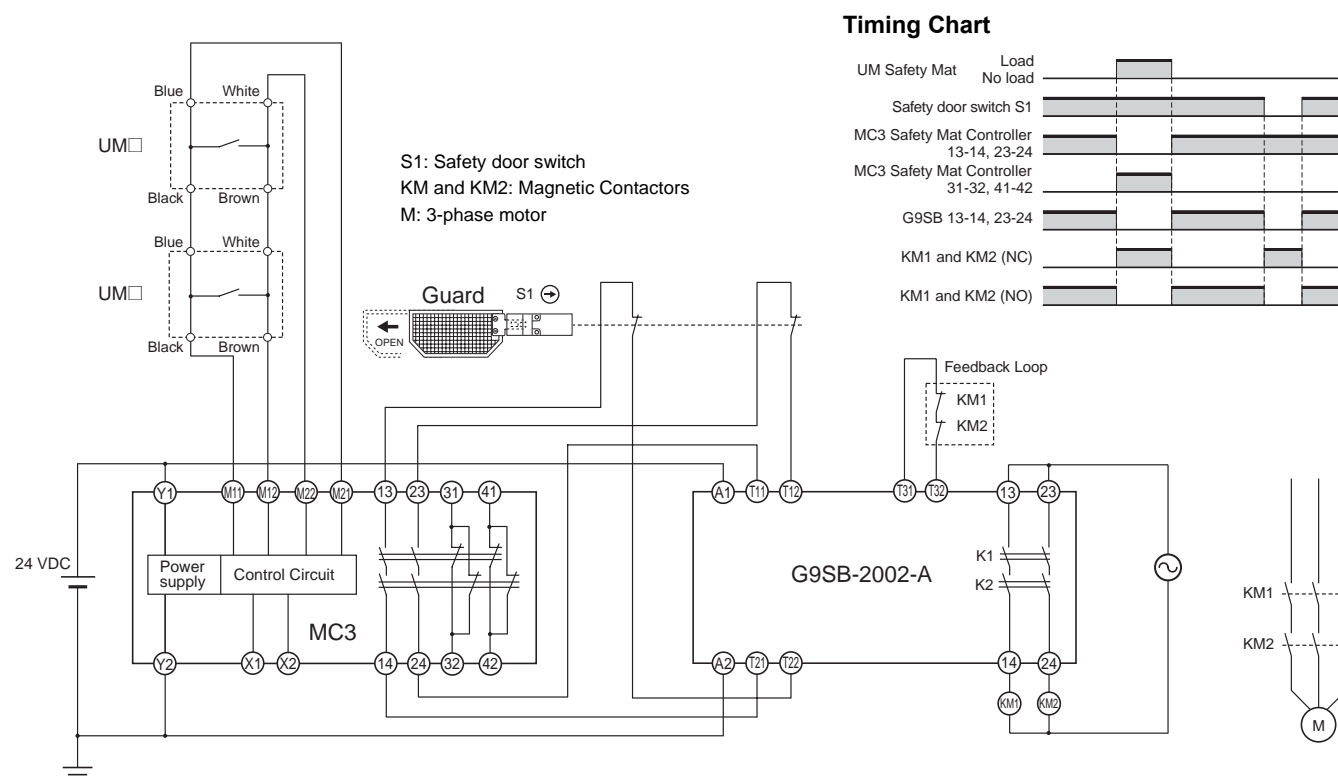 Timing Chart
UM Safety Mat
Load
No load
Safety door switch S1
MC3 Safety Mat Controller
13-14, 23-24
MC3 Safety Mat Controller
31-32, 41-42
G9SB 13-14, 23-24
KM1 and KM2 (NC)
KM1 and KM2 (NO)
Blue
White
UM□
Black
Brown
Blue
White
UM□
Black
Brown
S1: Safety door switch
KM and KM2: Magnetic Contactors
M: 3-phase motor
Guard
S1
OPEN
Feedback Loop
KM1
KM2
Y1
M11
M12
M22
M21
13
23
31
41
A1
T11
T12
T31
T32
13
23
24 VDC
Power
supply
Control Circuit
MC3
G9SB-2002-A
K1
K2
KM1
KM2
Y2
X1
X2
14
24
32
42
A2
T21
T22
14
24
KM1
KM2
M